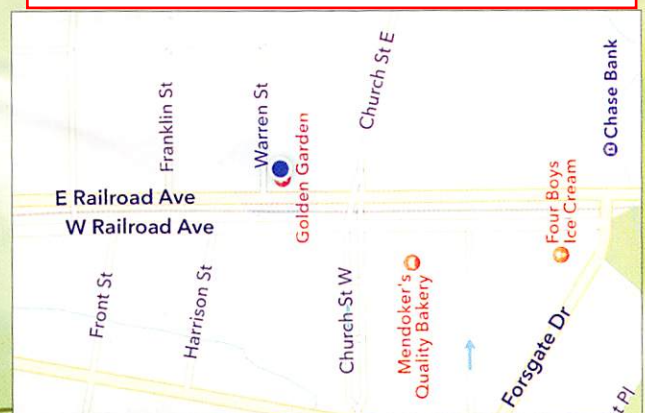 Franklin St
Warren St
Church St E
Chase Bank
Golden Garden
E Railroad Ave
W Railroad Ave
Four Boys
Ice Cream
Front St
Harrison St
Church St W
Mendoker's
Quality Bakery
Forsgate Dr
t Pl